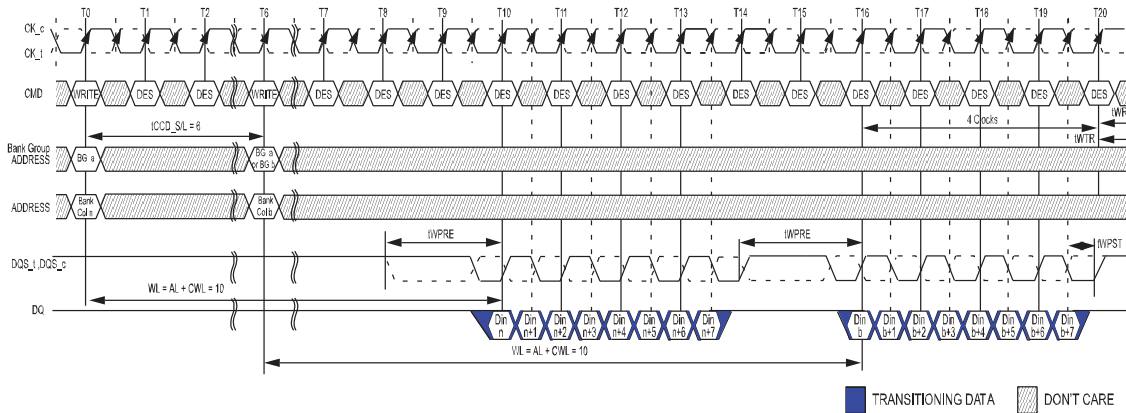 T0 T1 T2 T6 T7 T8 T9 T10 T11 T12 T13 T14 T15 T16 T17 T18 T19 T20
CK_c
CK_t
CMD WRITE DES DES WRITE DES DES DES DES DES DES DES DES DES DES DES DES DES DES
tCCD_S/L = 6
4 Clocks
tWR
tWTR
Bank Group
ADDRESS
BG a
BG a
or BG b
ADDRESS
Bank
Col n
Bank
Col b
tWPRE
tWPRE
tWPST
DQS_t ,DQS_c
WL = AL + CWL = 10
DQ
Din Din Din Din Din Din Din Din Din Din Din Din Din Din Din Din
n n+1 n+2 n+3 n+4 n+5 n+6 n+7 b b+1 b+2 b+3 b+4 b+5 b+6 b+7
WL = AL + CWL = 10
TRANSITIONING DATA DON'T CARE